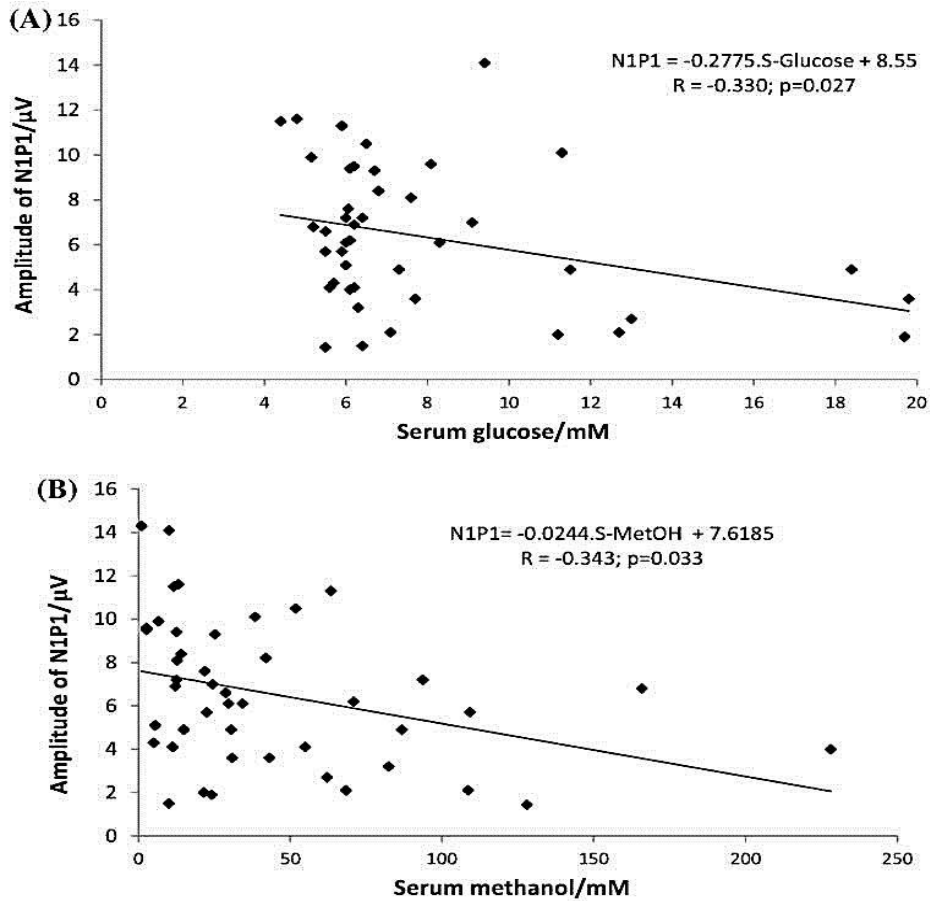 (A)
16
14
12
10
8
6
4
2
0
Amplitude of N1P1/µV
N1P1 = -0.2775.S-Glucose + 8.55
R = -0.330; p=0.027
0 2 4 6 8 10 12 14 16 18 20
Serum glucose/mM
(B)
16
14
12
10
8
6
4
2
0
Amplitude of N1P1/µV
N1P1= -0.0244.S-MetOH + 7.6185
R = -0.343; p=0.033
0 50 100 150 200 250
Serum methanol/mM